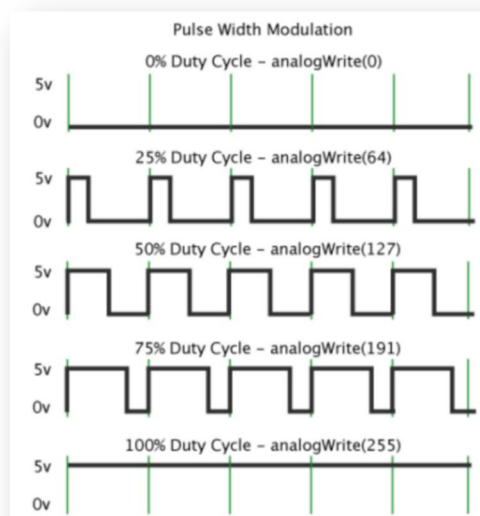 Pulse Width Modulation
0% Duty Cycle – analogWrite(0)
5v
0v
25% Duty Cycle – analogWrite(64)
5v
0v
50% Duty Cycle – analogWrite(127)
5v
0v
75% Duty Cycle – analogWrite(191)
5v
0v
100% Duty Cycle – analogWrite(255)
5v
0v